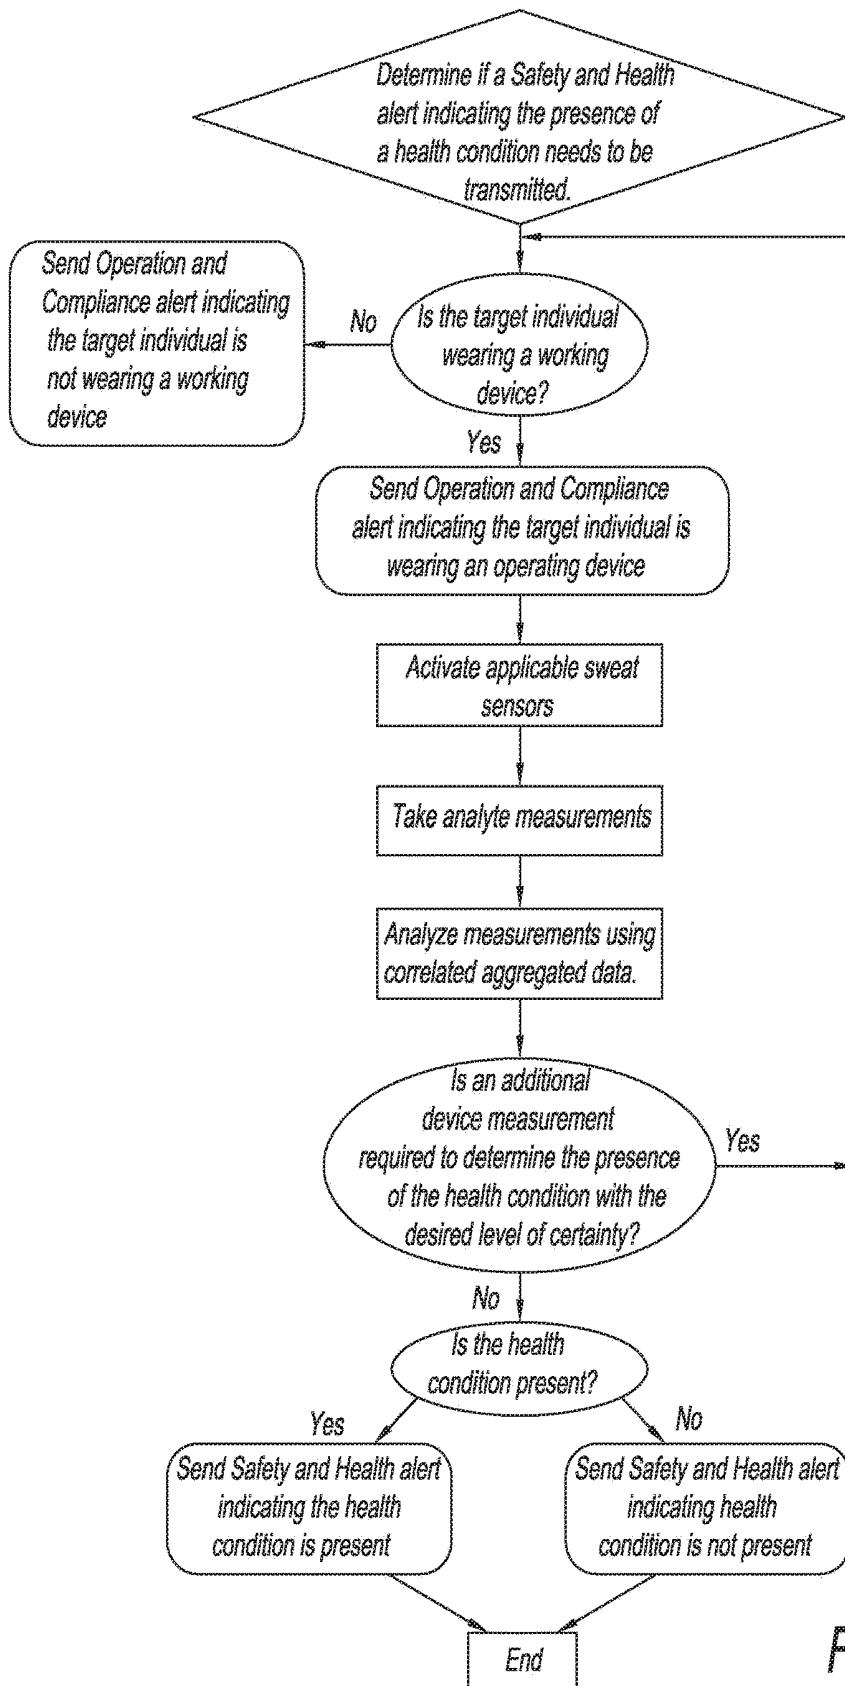 Determine if a Safety and Health
alert indicating the presence of
a health condition needs to be
transmitted.
Send Operation and
Compliance alert indicating
the target individual is
not wearing a working
device
No
Is the target individual
wearing a working
device?
Yes
Send Operation and Compliance
alert indicating the target individual is
wearing an operating device
Activate applicable sweat
sensors
Take analyte measurements
Analyze measurements using
correlated aggregated data.
Is an additional
device measurement
required to determine the presence
of the health condition with the
desired level of certainty?
Yes
No
Is the health
condition present?
Yes
No
Send Safety and Health alert
indicating the health
condition is present
Send Safety and Health alert
indicating health
condition is not present
End